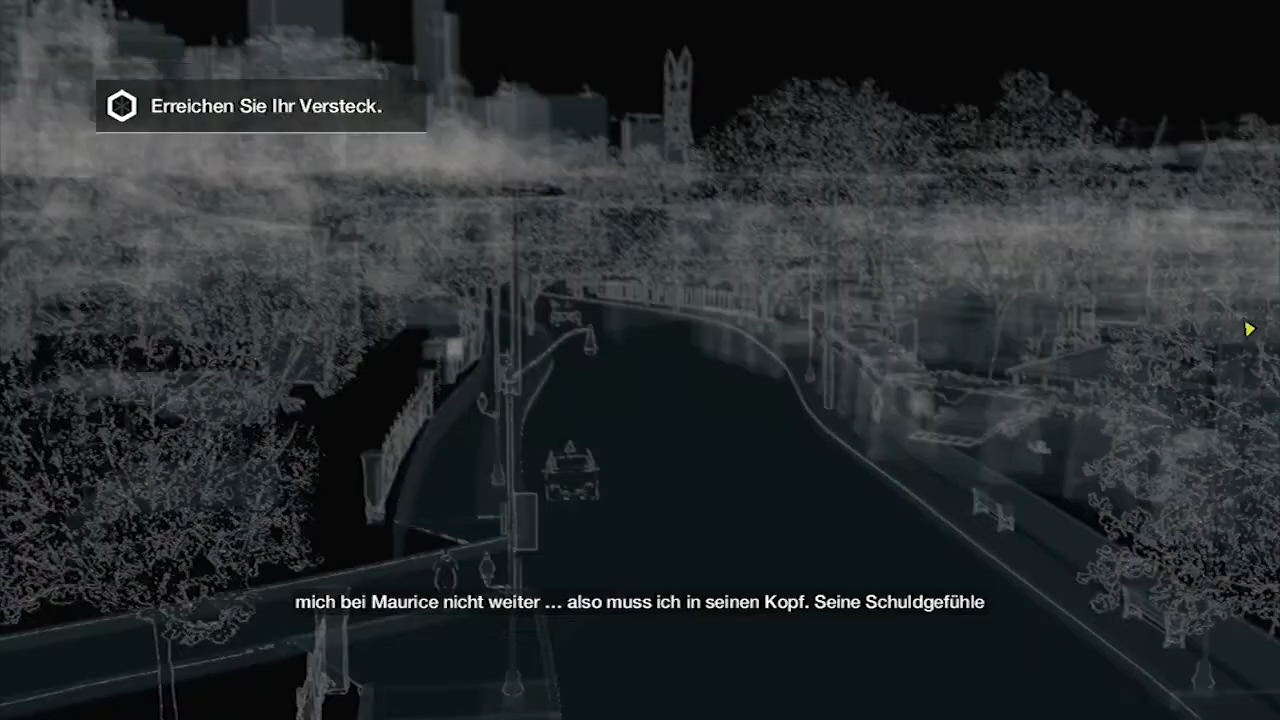 Erreichen Sie Ihr Versteck.
mich bei Maurice nicht weiter ... also muss ich in seinen Kopf. Seine Schuldgefühle